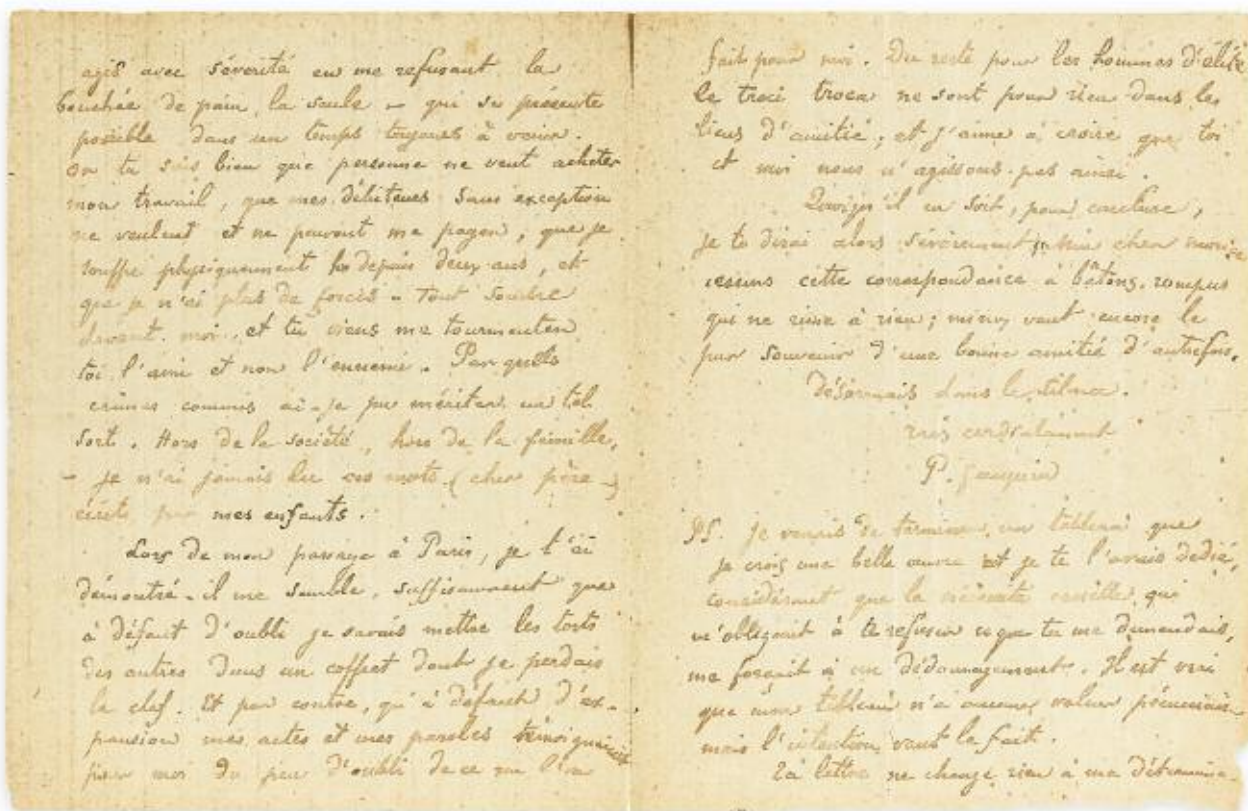 agis avec sévérité en me refusant la
bouchée de pain, la seule - qui se présente
possible dans un temps toujours à venir.
Or tu sais bien que personne ne veut acheter
mon travail, que mes débiteurs sans exception
ne veulent et ne peuvent me payer, que je
souffre physiquement depuis deux ans, et
que je n'ai plus de forces - Tout sombre
devant moi, et tu viens me tourmenter
toi l'ami et non l'ennemi. Par quels
crimes commis ai-je pu mériter un tel
sort. Hors de la société, hors de la famille,
- je n'ai jamais lu ces mots (cher père -)
écrits par mes enfants.
Lors de mon passage à Paris, je t'ai
démontré - il me semble, suffisamment que
à défaut d'oubli je savais mettre les torts
des autres dans un coffret dont je perdais
la clef. Et par contre, qu'à défaut d'ex-
pansion mes actes et mes paroles témoignaient
pour moi du peu d'oubli de ce que l'on
fait pour moi. Du reste pour les hommes d'élite
le troci troca ne sont pour rien dans les
liens d'amitié; et j'aime à croire que toi
et moi nous n'agissons pas ainsi.
Quoiqu'il en soit, pour conclure,
je te dirai alors sévèrement, mon cher
cessons cette correspondance à bâtons-rompus
qui ne rime à rien; mieux vaut encore le
pur souvenir d'une bonne amitié d'autrefois.
Désormais dans le silence.
très cordialement
P. Gauguin
PS. Je venais de terminer un tableau que
je crois une belle œuvre et je te l'avais dédié,
considérant que la nécessité cruelle qui
m'obligeait à te refuser ce que tu me demandais,
me forçait à un dédommagement. Il est vrai
que mon tableau n'a aucune valeur pécuniaire
mais l'intention vaut le fait.
Ta lettre ne change rien à ma détermina-